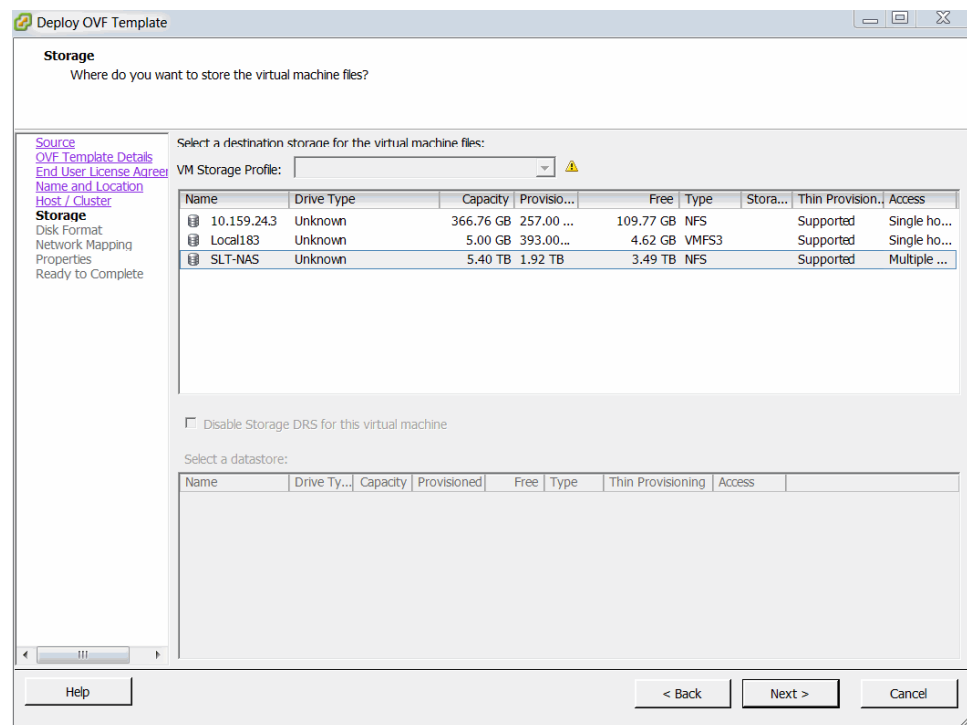 Deploy OVF Template
Storage
Where do you want to store the virtual machine files?
Source
OVF Template Details
End User License Agreer
Name and Location
Host / Cluster
Storage
Disk Format
Network Mapping
Properties
Ready to Complete
Select a destination storage for the virtual machine files:
VM Storage Profile:
Name Drive Type Capacity Provisio... Free Type Stora... Thin Provision.. Access
10.159.24.3 Unknown 366.76 GB 257.00 ... 109.77 GB NFS Supported Single ho...
Local183 Unknown 5.00 GB 393.00... 4.62 GB VMFS3 Supported Single ho...
SLT-NAS Unknown 5.40 TB 1.92 TB 3.49 TB NFS Supported Multiple ...
Disable Storage DRS for this virtual machine
Select a datastore:
Name Drive Ty... Capacity Provisioned Free Type Thin Provisioning Access
Help < Back Next > Cancel